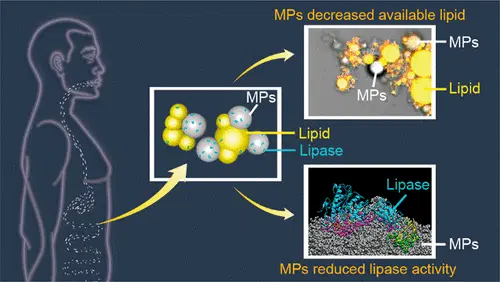 MPs decreased available lipid
MPs
MPs
Lipid
MPs
Lipid
Lipase
Lipase
MPs
MPs reduced lipase activity